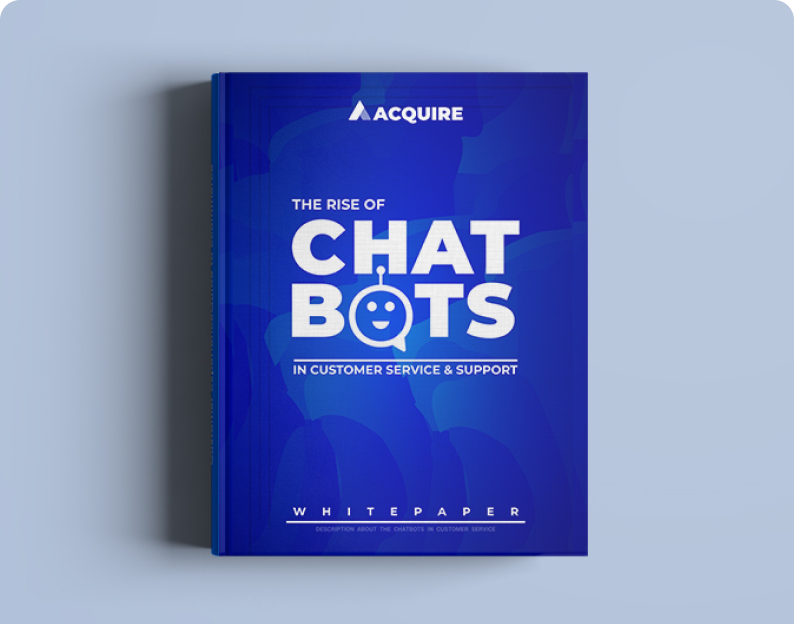 ACQUIRE
THE RISE OF
CHAT
BOTS
IN CUSTOMER SERVICE & SUPPORT
WHITEPAPER
DESCRIPTION ABOUT THE CHATBOTS IN CUSTOMER SERVICE